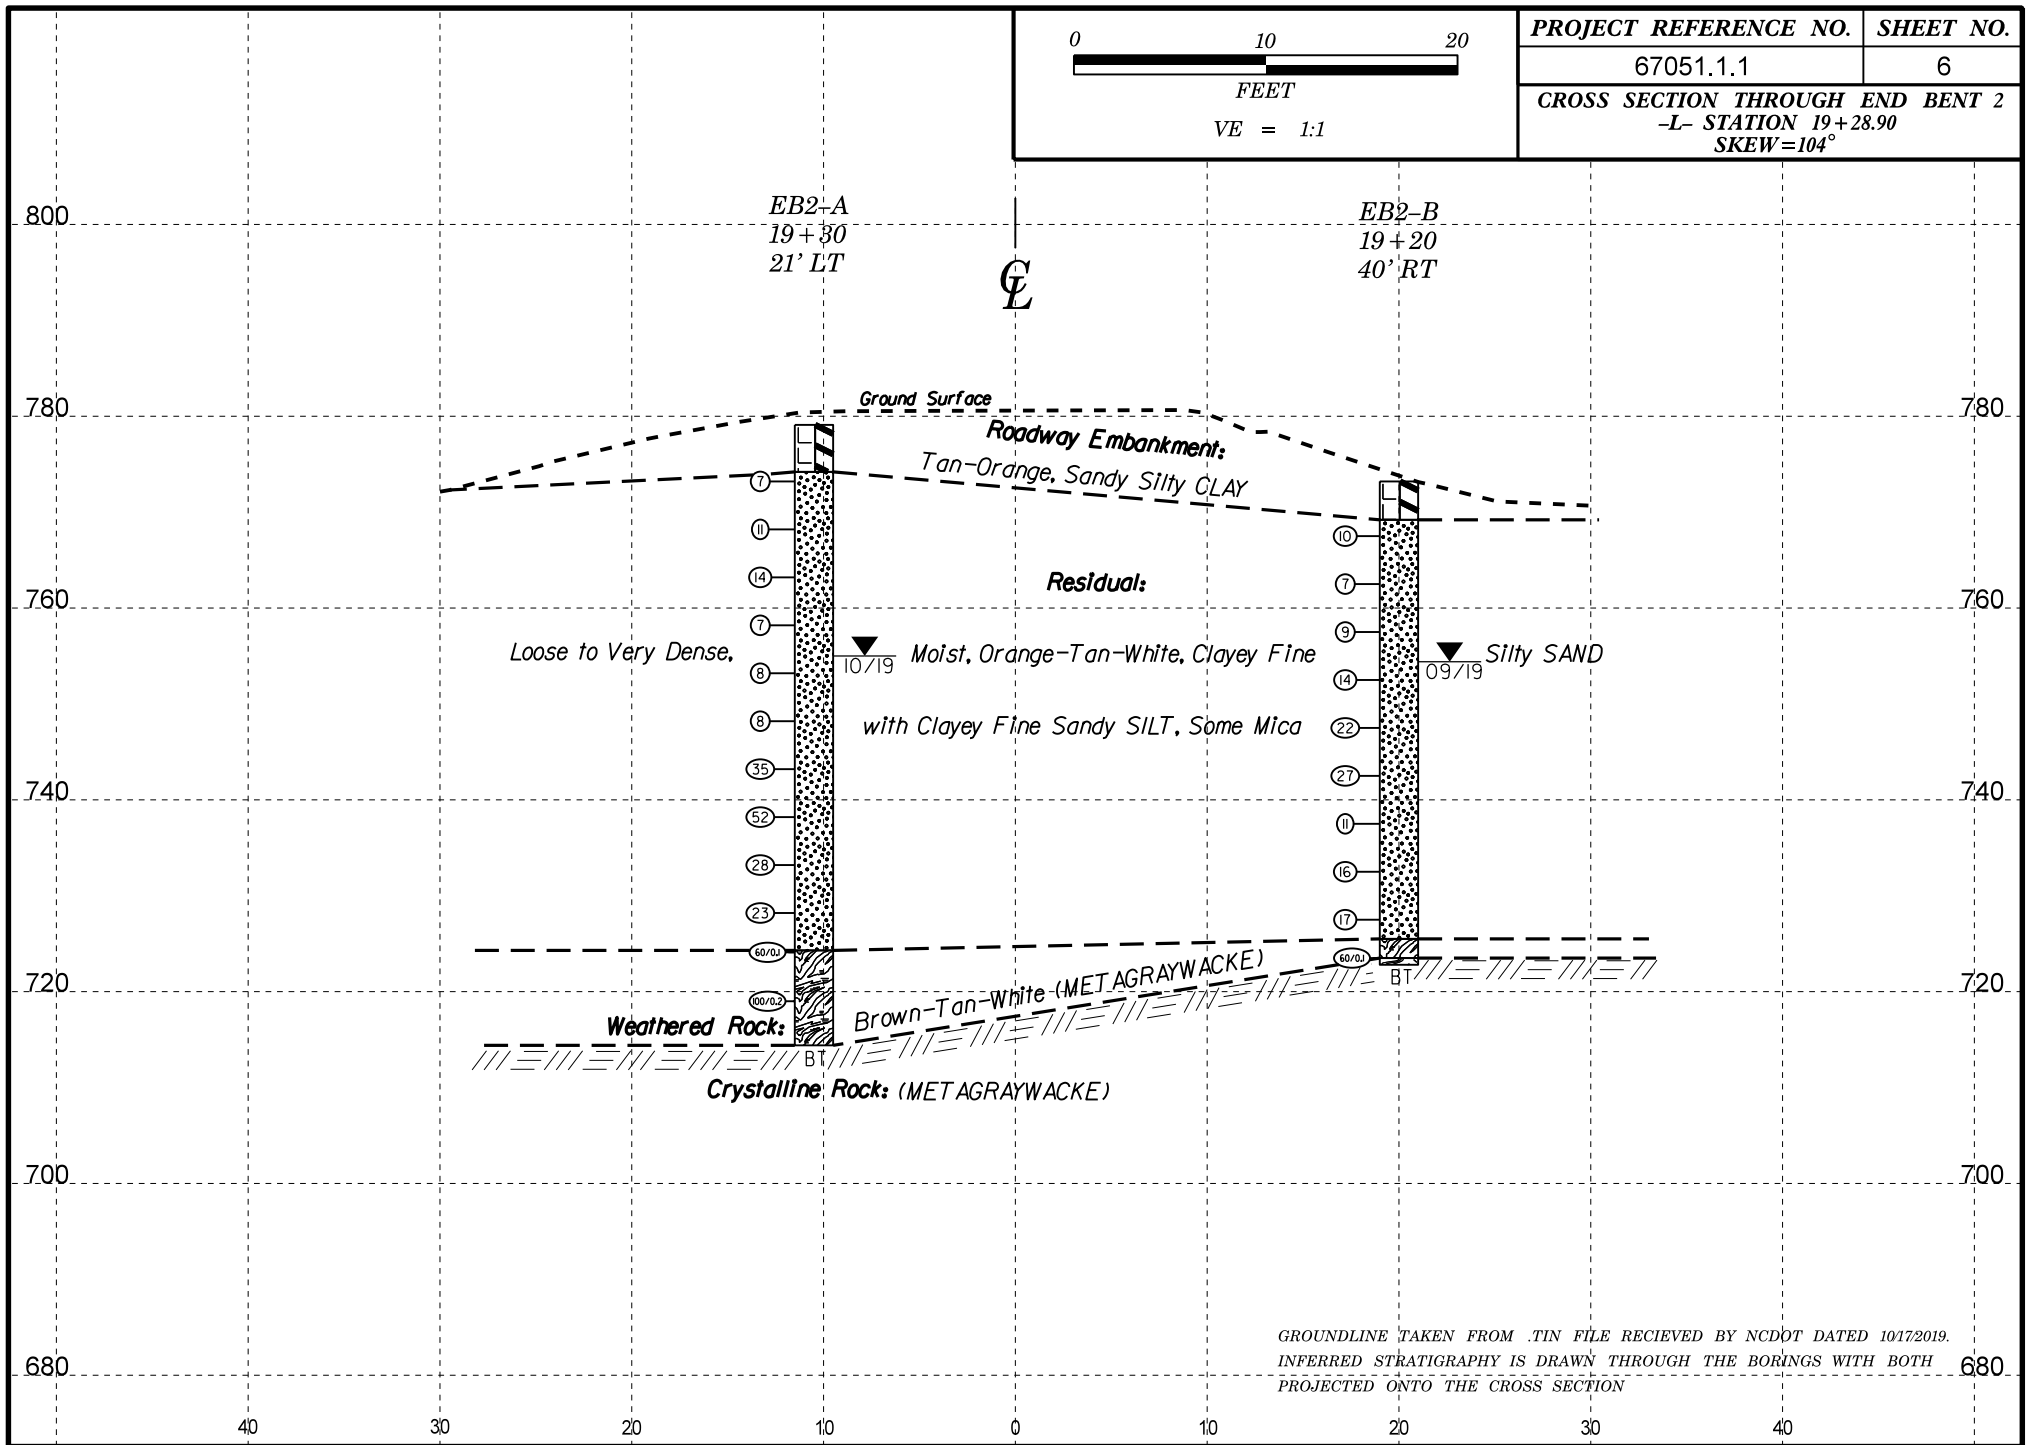 PROJECT REFERENCE NO.
SHEET NO.
67051.1.1
6
CROSS SECTION THROUGH END BENT 2
-L- STATION 19+28.90
SKEW=104°
0 10 20
FEET
VE = 1:1
EB2-A
19+30
21' LT
CL
EB2-B
19+20
40' RT
800
780 780
760 760
740 740
720 720
700 700
680 680
Ground Surface
Roadway Embankment:
Tan-Orange, Sandy Silty CLAY
Residual:
Loose to Very Dense, Moist, Orange-Tan-White, Clayey Fine Silty SAND
10/19
09/19
with Clayey Fine Sandy SILT, Some Mica
7
11
14
7
8
8
35
52
28
23
60/0.1
100/0.2
BT
10
7
9
14
22
27
11
16
17
60/0.1
BT
Weathered Rock: Brown-Tan-White (METAGRAYWACKE)
Crystalline Rock: (METAGRAYWACKE)
GROUNDLINE TAKEN FROM .TIN FILE RECIEVED BY NCDOT DATED 10/17/2019.
INFERRED STRATIGRAPHY IS DRAWN THROUGH THE BORINGS WITH BOTH
PROJECTED ONTO THE CROSS SECTION
40 30 20 10 0 10 20 30 40